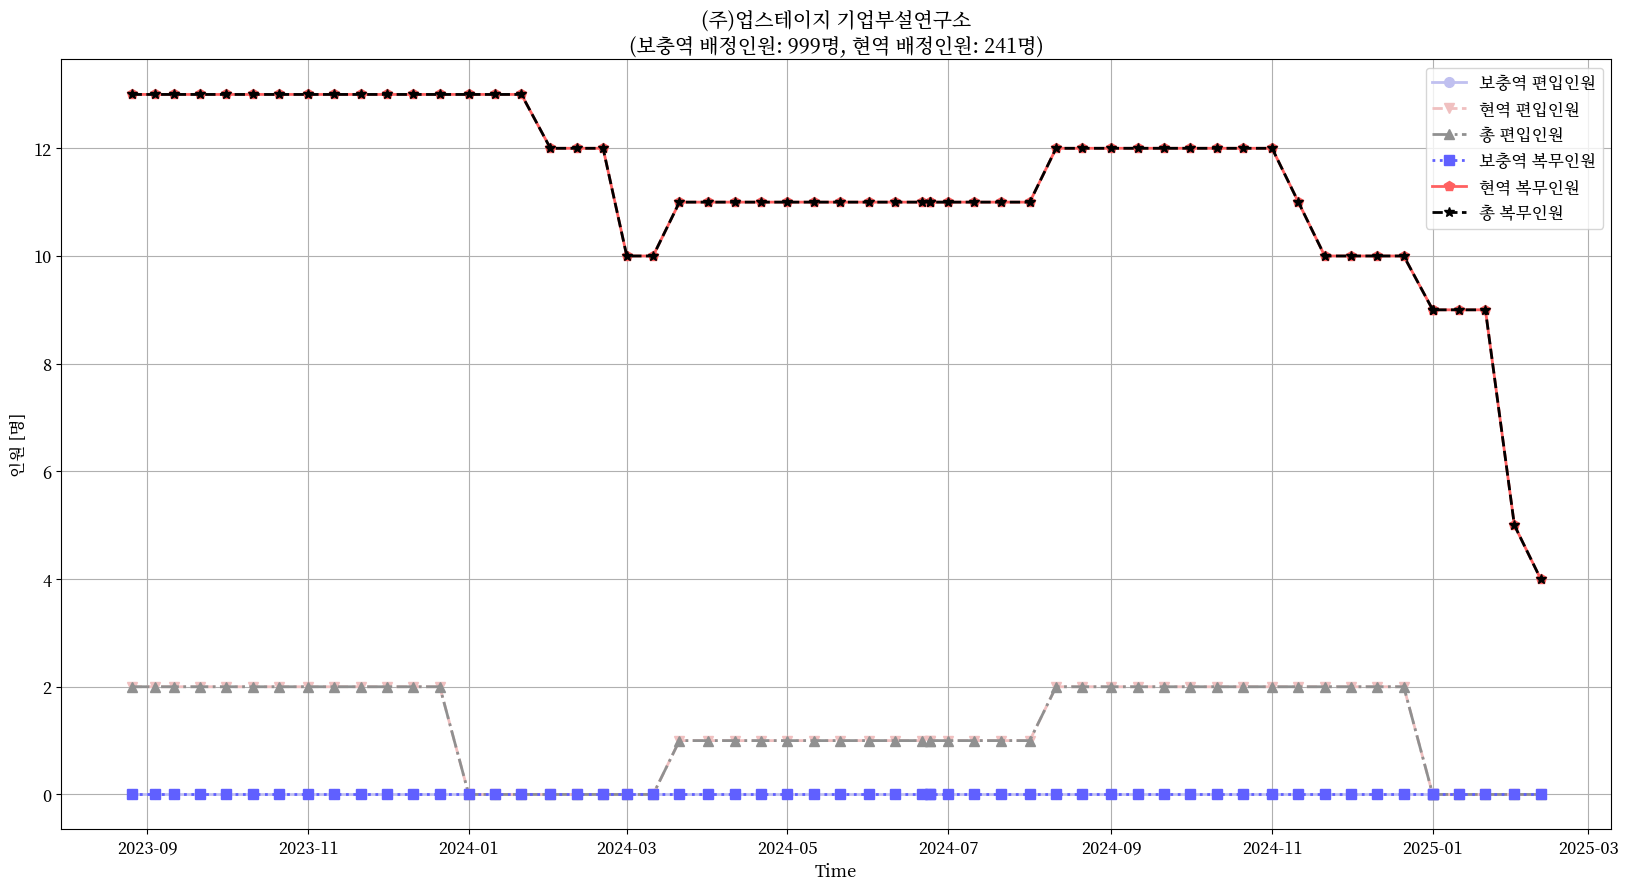 (주)업스테이지 기업부설연구소
(보충역 배정인원: 999명, 현역 배정인원: 241명)
보충역 편입인원
현역 편입인원
총 편입인원
보충역 복무인원
현역 복무인원
총 복무인원
인원 [명]
12
10
8
6
4
2
0
2023-09
2023-11
2024-01
2024-03
2024-05
2024-07
2024-09
2024-11
2025-01
2025-03
Time